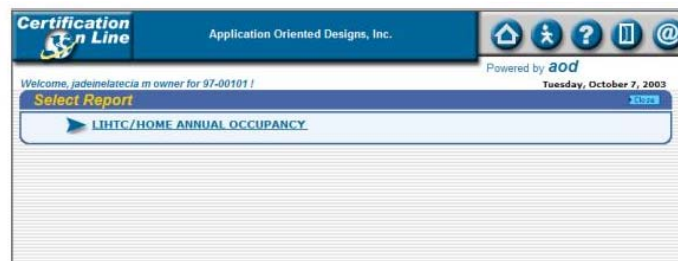 Certification
On Line
Application Oriented Designs, Inc.
Powered by aod
Welcome, jadeinelatecia m owner for 97-00101 !
Tuesday, October 7, 2003
Select Report
Close
LIHTC/HOME ANNUAL OCCUPANCY